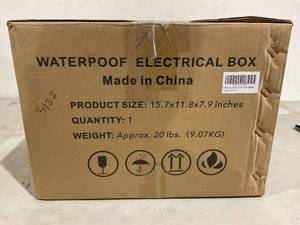 WATERPOOF ELECTRICAL BOX
Made in China
PRODUCT SIZE: 15.7x11.8x7.9 inches
QUANTITY: 1
WEIGHT: Approx. 20 lbs. (9.07KG)